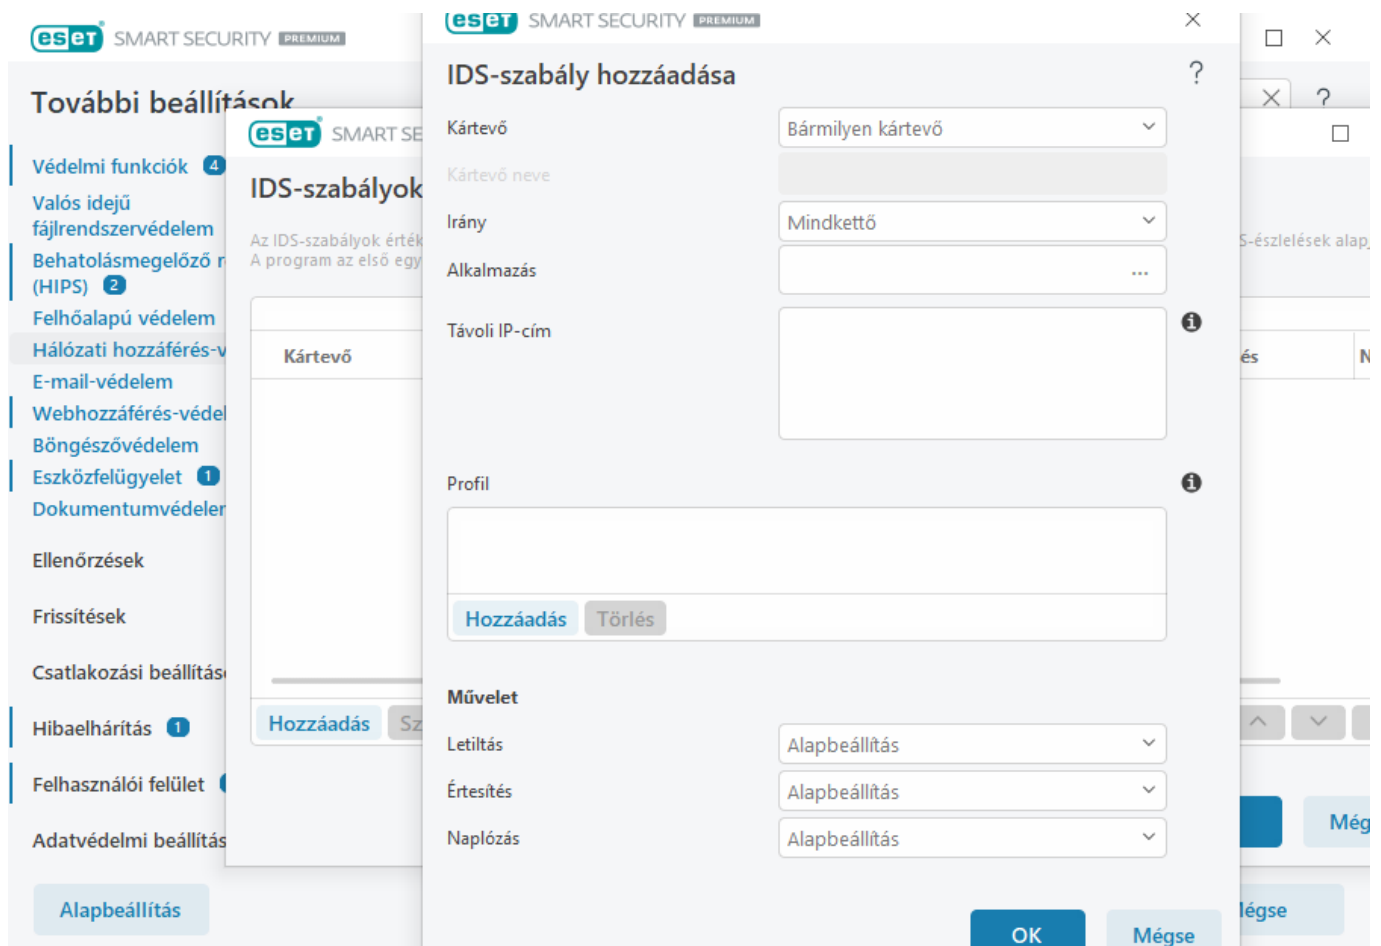 eset SMART SECURITY PREMIUM
További beállítások
Védelmi funkciók 4
Valós idejű
fájlrendszervédelem
Behatolásmegelőző r
(HIPS) 2
Felhőalapú védelem
Hálózati hozzáférés-v
E-mail-védelem
Webhozzáférés-védel
Böngészővédelem
Eszközfelügyelet 1
Dokumentumvédelem
Ellenőrzések
Frissítések
Csatlakozási beállítás
Hibaelhárítás 1
Felhasználói felület
Adatvédelmi beállítás
Alapbeállítás
eset SMART SE
IDS-szabályok
Az IDS-szabályok érték
A program az első egy
Kártevő
Hozzáadás Sz
eset SMART SECURITY PREMIUM
IDS-szabály hozzáadása
?
Kártevő Bármilyen kártevő
Kártevő neve
Irány Mindkettő
Alkalmazás ...
Távoli IP-cím
Profil
Hozzáadás Törlés
Művelet
Letiltás Alapbeállítás
Értesítés Alapbeállítás
Naplózás Alapbeállítás
OK Mégse
?
S-észlelések alap
és N
Még
Mégse